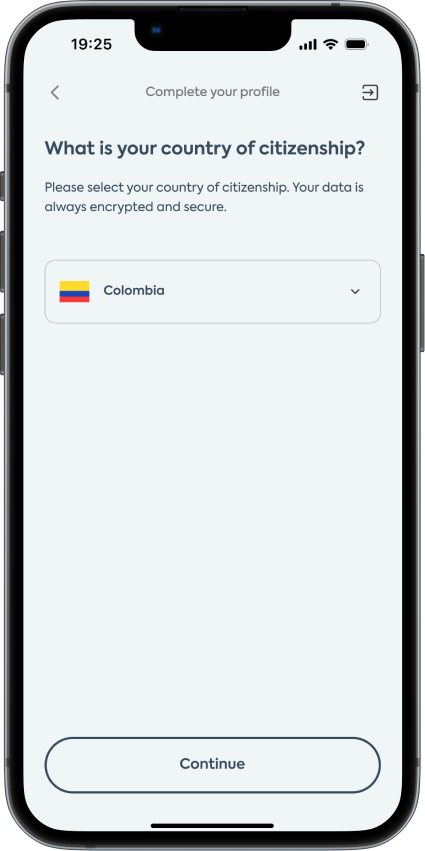 19:25
Complete your profile
What is your country of citizenship?
Please select your country of citizenship. Your data is
always encrypted and secure.
Colombia
Continue